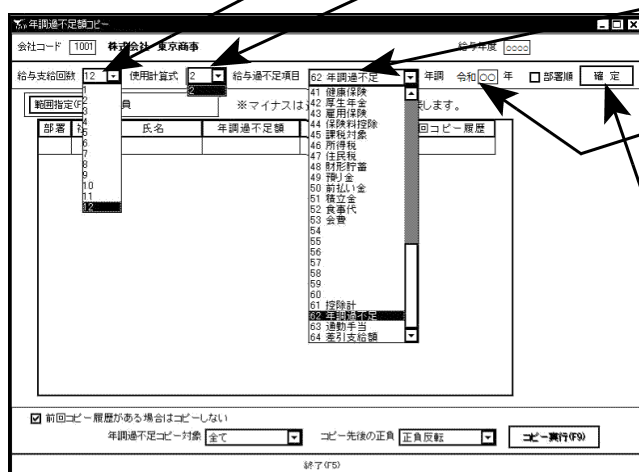 年調過不足額コピー
会社コード 1001 株式会社 東京商事 給与年度 ○○○○
給与支給回数 12 使用計算式 2 給与過不足項目 62 年調過不足 年調 令和 ○○ 年 部署順 確定
範囲指定(F 員 ※マイナスは します。
部署 氏名 年調過不足額 回コピー履歴
1
2
3
4
5
6
7
8
9
10
11
12
2
41 健康保険
42 厚生年金
43 雇用保険
44 保険料控除
45 課税対象
46 所得税
47 住民税
48 財形貯蓄
49 預り金
50 前払い金
51 積立金
52 食事代
53 会費
54
55
56
57
58
59
60
61 控除計
62 年調過不足
63 通勤手当
64 差引支給額
前回コピー履歴がある場合はコピーしない
年調過不足コピー対象 全て コピー先後の正負 正負反転 コピー実行(F9)
終了(F5)